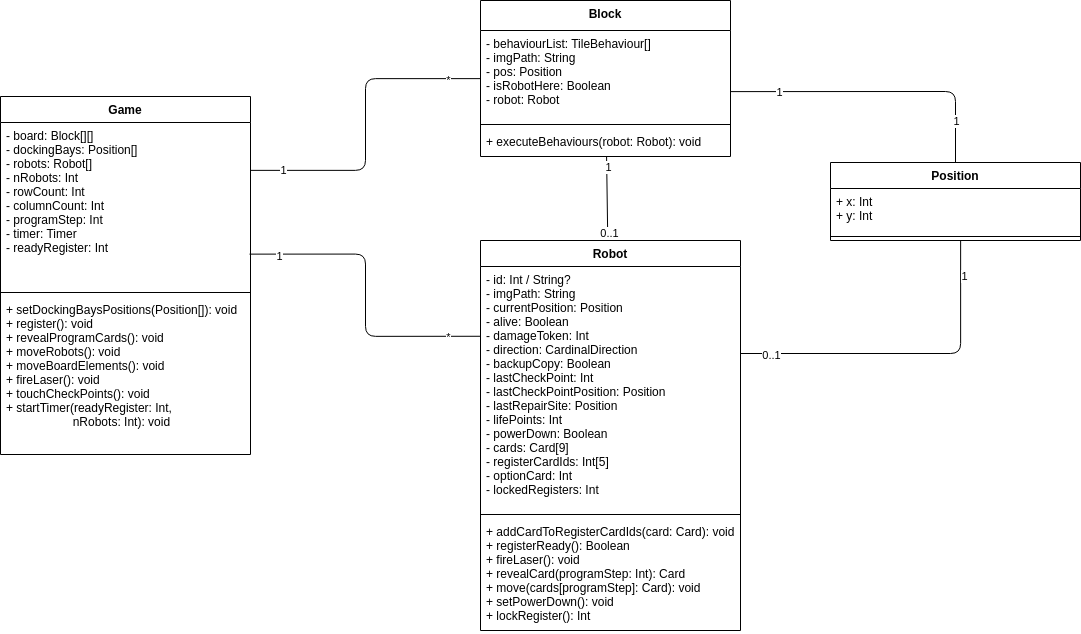 Block
- behaviourList: TileBehaviour[]
- imgPath: String
- pos: Position
- isRobotHere: Boolean
- robot: Robot
+ executeBehaviours(robot: Robot): void
Game
- board: Block[][]
- dockingBays: Position[]
- robots: Robot[]
- nRobots: Int
- rowCount: Int
- columnCount: Int
- programStep: Int
- timer: Timer
- readyRegister: Int
+ setDockingBaysPositions(Position[]): void
+ register(): void
+ revealProgramCards(): void
+ moveRobots(): void
+ moveBoardElements(): void
+ fireLaser(): void
+ touchCheckPoints(): void
+ startTimer(readyRegister: Int,
nRobots: Int): void
1
*
1
*
1
0..1
1
1
Position
+ x: Int
+ y: Int
1
0..1
Robot
- id: Int / String?
- imgPath: String
- currentPosition: Position
- alive: Boolean
- damageToken: Int
- direction: CardinalDirection
- backupCopy: Boolean
- lastCheckPoint: Int
- lastCheckPointPosition: Position
- lastRepairSite: Position
- lifePoints: Int
- powerDown: Boolean
- cards: Card[9]
- registerCardIds: Int[5]
- optionCard: Int
- lockedRegisters: Int
+ addCardToRegisterCardIds(card: Card): void
+ registerReady(): Boolean
+ fireLaser(): void
+ revealCard(programStep: Int): Card
+ move(cards[programStep]: Card): void
+ setPowerDown(): void
+ lockRegister(): Int